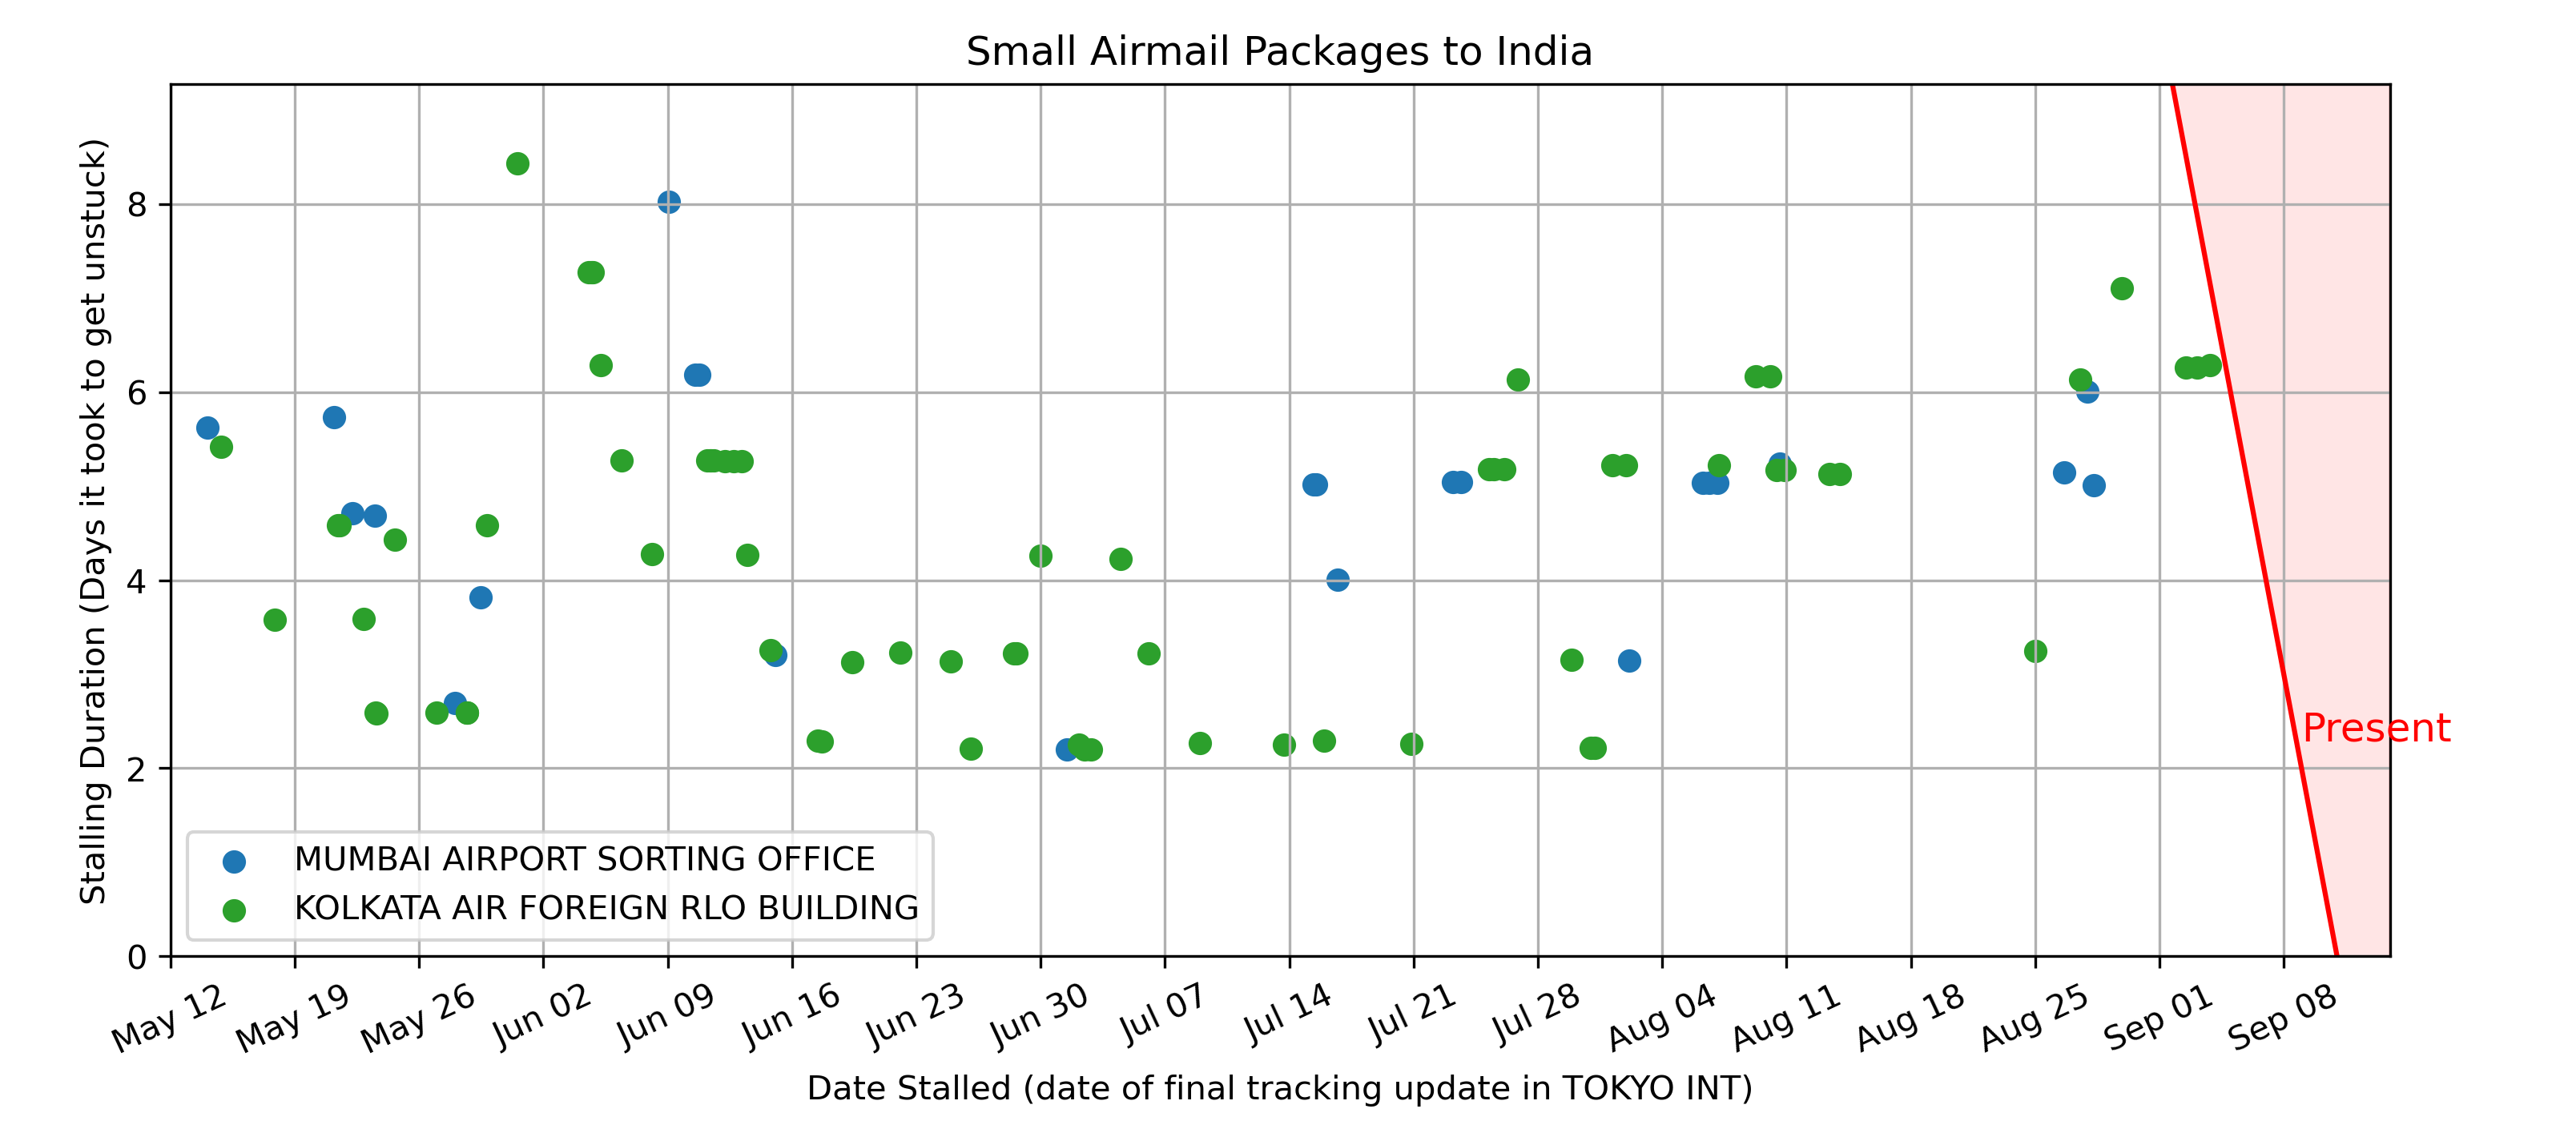 Small Airmail Packages to India
Stalling Duration (Days it took to get unstuck)
8
6
4
2
0
Present
MUMBAI AIRPORT SORTING OFFICE
KOLKATA AIR FOREIGN RLO BUILDING
May 12
May 19
May 26
Jun 02
Jun 09
Jun 16
Jun 23
Jun 30
Jul 07
Jul 14
Jul 21
Jul 28
Aug 04
Aug 11
Aug 18
Aug 25
Sep 01
Sep 08
Date Stalled (date of final tracking update in TOKYO INT)